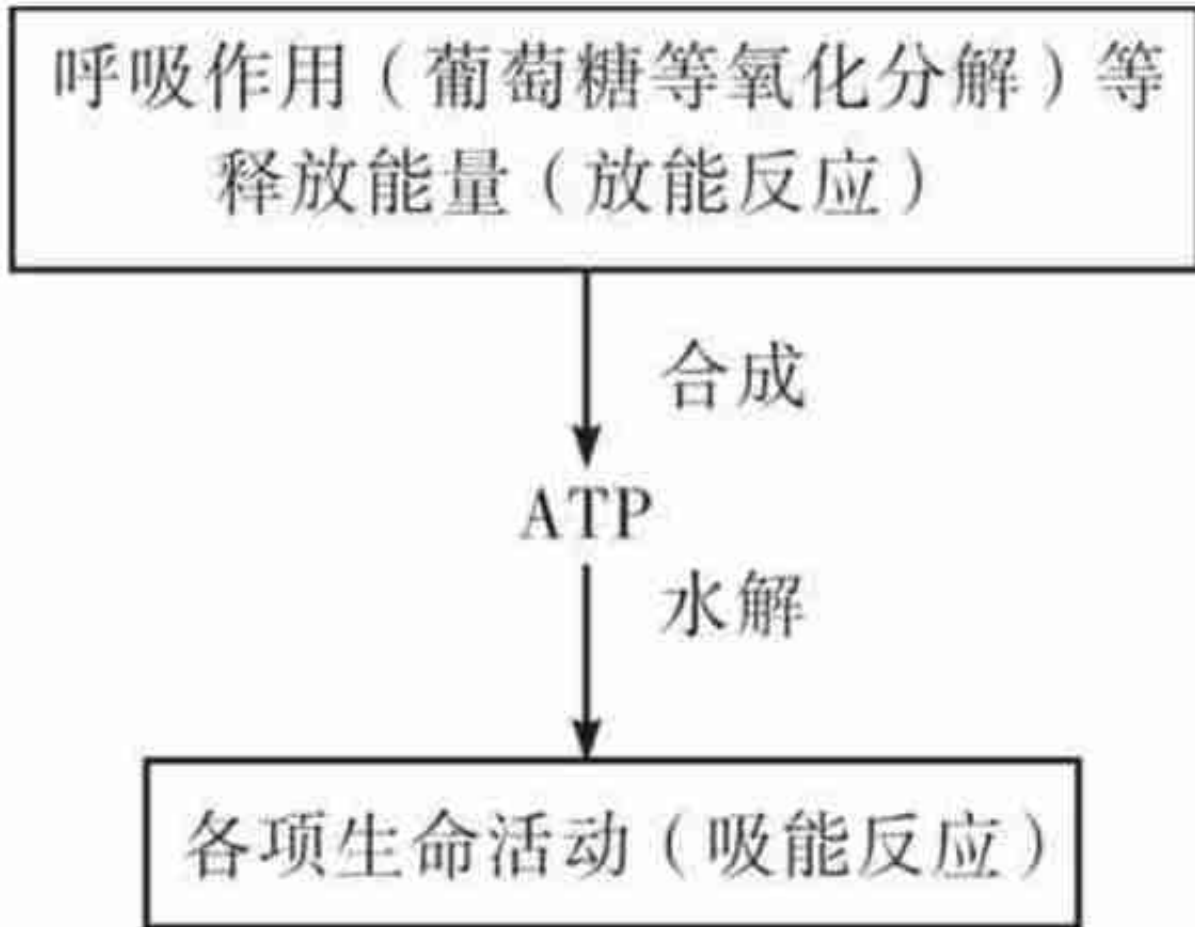 呼吸作用（葡萄糖等氧化分解）等
释放能量（放能反应）
合成
ATP
水解
各项生命活动（吸能反应）